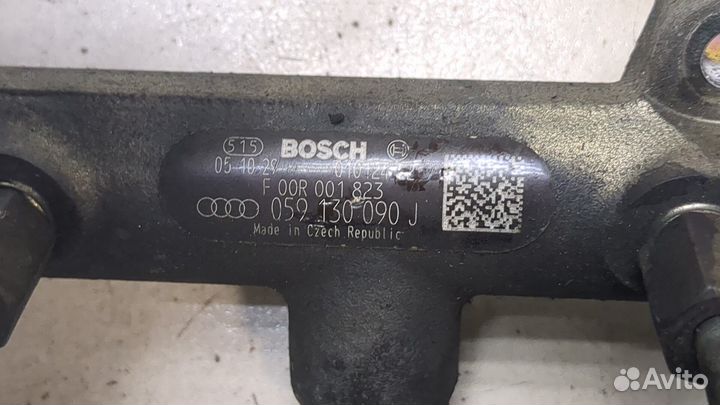 515 BOSCH
05-10-29
F 00R 001 823
059 130 090 J
Made in Czech Republic
Avito